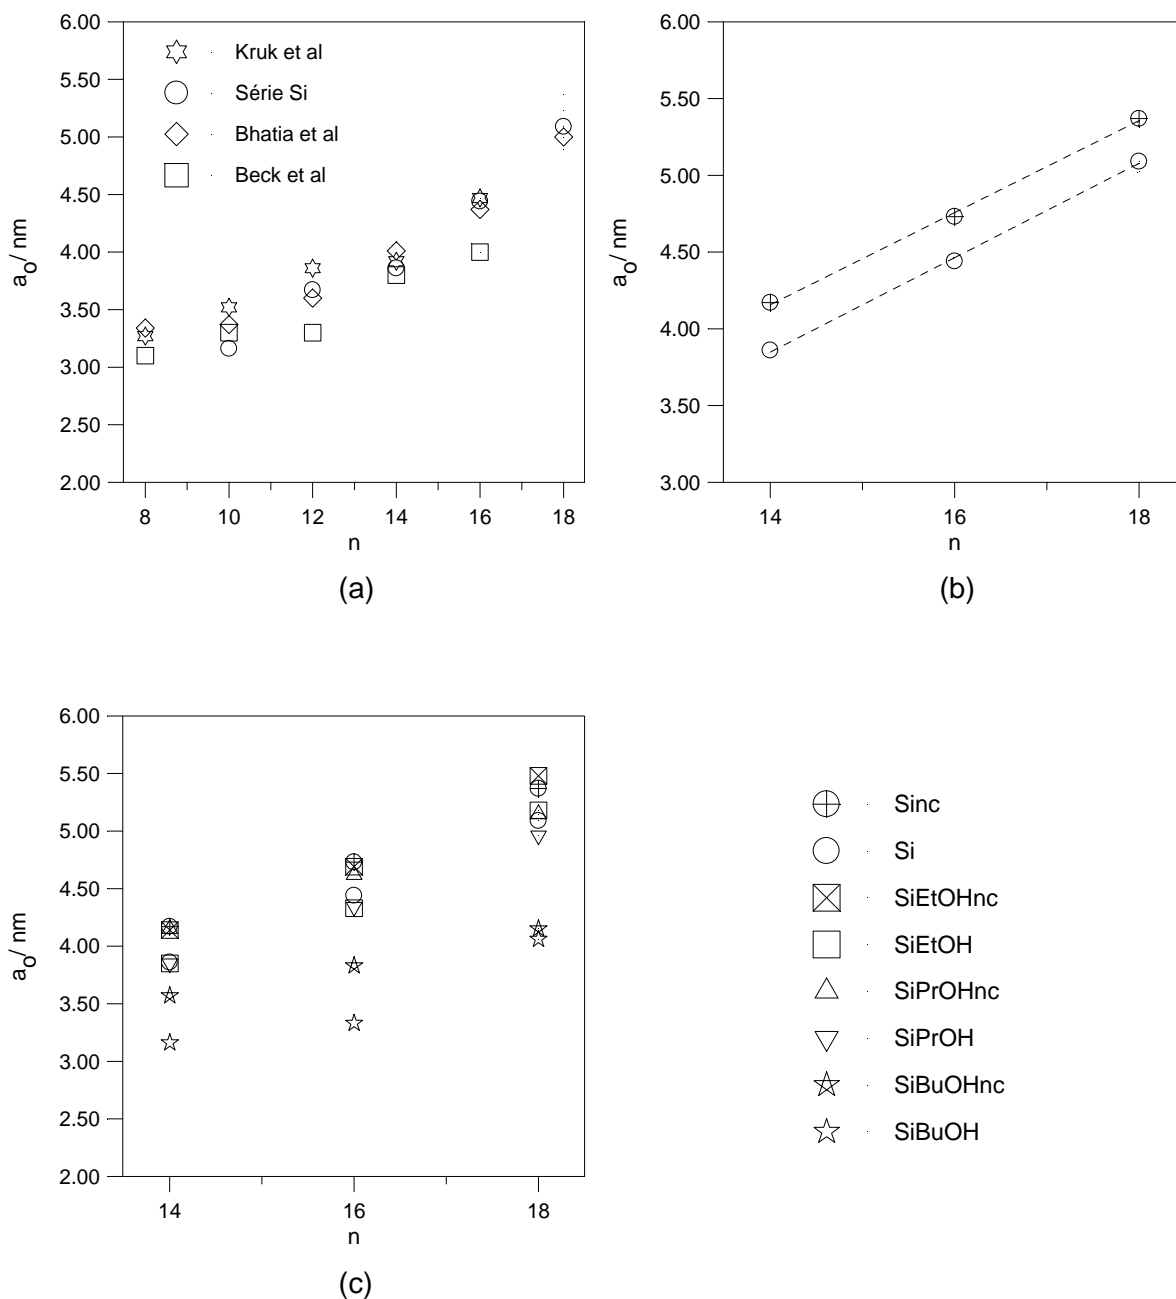 6.00
5.50
5.00
4.50
4.00
3.50
3.00
2.50
2.00
a0/ nm
Kruk et al
Série Si
Bhatia et al
Beck et al
8 10 12 14 16 18
n
(a)
6.00
5.50
5.00
4.50
4.00
3.50
3.00
a0/ nm
14 16 18
n
(b)
6.00
5.50
5.00
4.50
4.00
3.50
3.00
2.50
2.00
a0/ nm
14 16 18
n
(c)
Sinc
Si
SiEtOHnc
SiEtOH
SiPrOHnc
SiPrOH
SiBuOHnc
SiBuOH